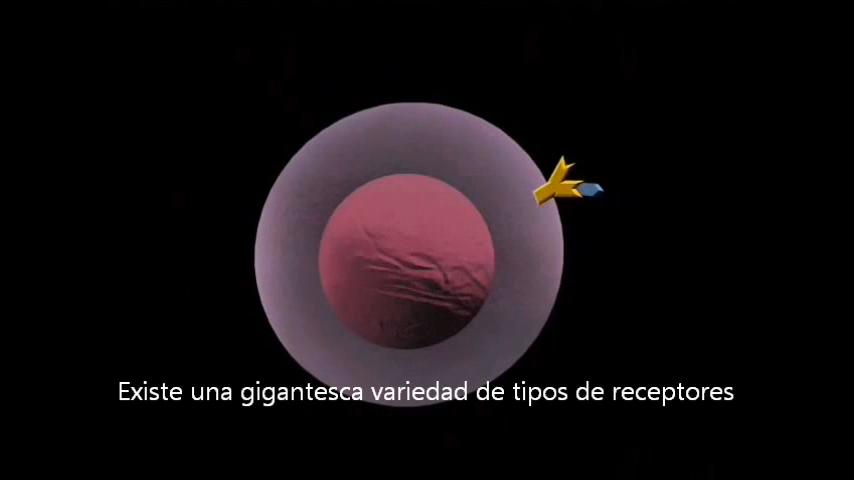 Existe una gigantesca variedad de tipos de receptores